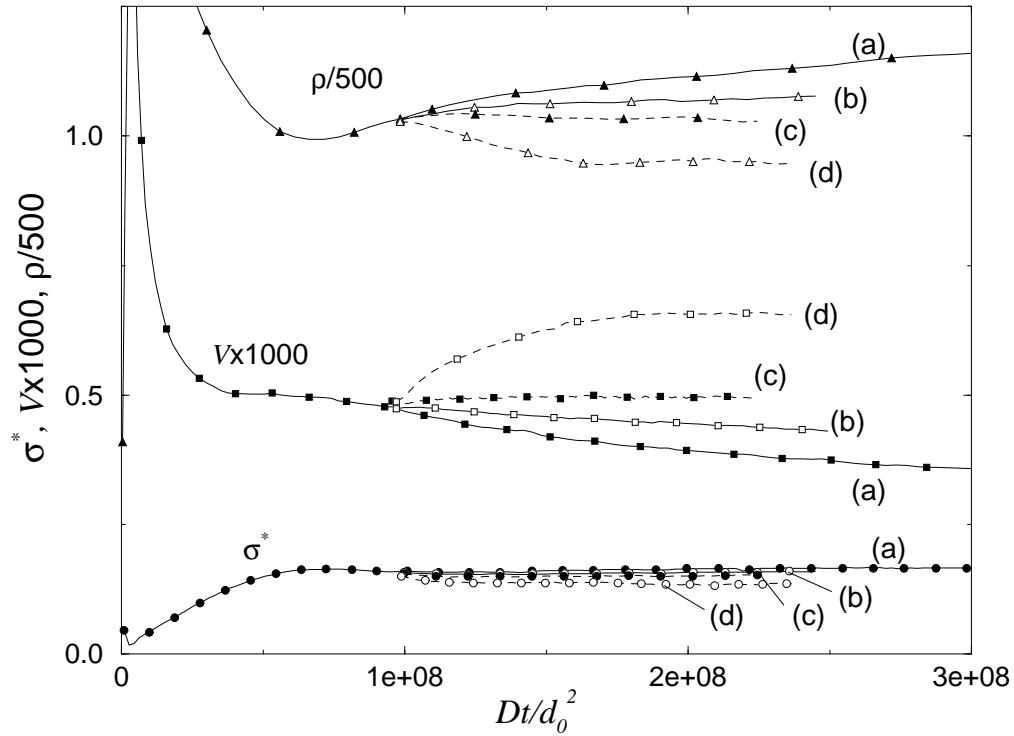 (a)
ρ/500
(b)
(c)
1.0
(d)
σ*, Vx1000, ρ/500
(d)
Vx1000
(c)
0.5
(b)
(a)
σ*
(a)
(b)
(d)
(c)
0.0
0
1e+08
2e+08
3e+08
Dt/d₀²